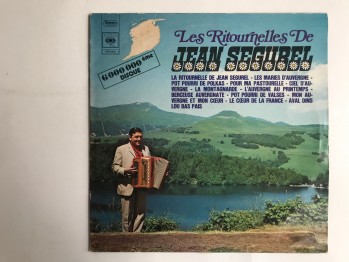 Les Ritournelles De
JEAN SEGUREL
6 000 000 ème
DISQUE
LA RITOURNELLE DE JEAN SEGUREL - LES MARIES D'AUVERGNE -
POT POURRI DE POLKAS - POUR MA PASTOURELLE - CIEL D'AU-
VERGNE - LA MONTAGNARDE - L'AUVERGNE AU PRINTEMPS -
BERCEUSE AUVERGNATE - POT POURRI DE VALSES - MON AU-
VERGNE ET MON CŒUR - LE CŒUR DE LA FRANCE - AVAL DINS
LOU BAS PAIS